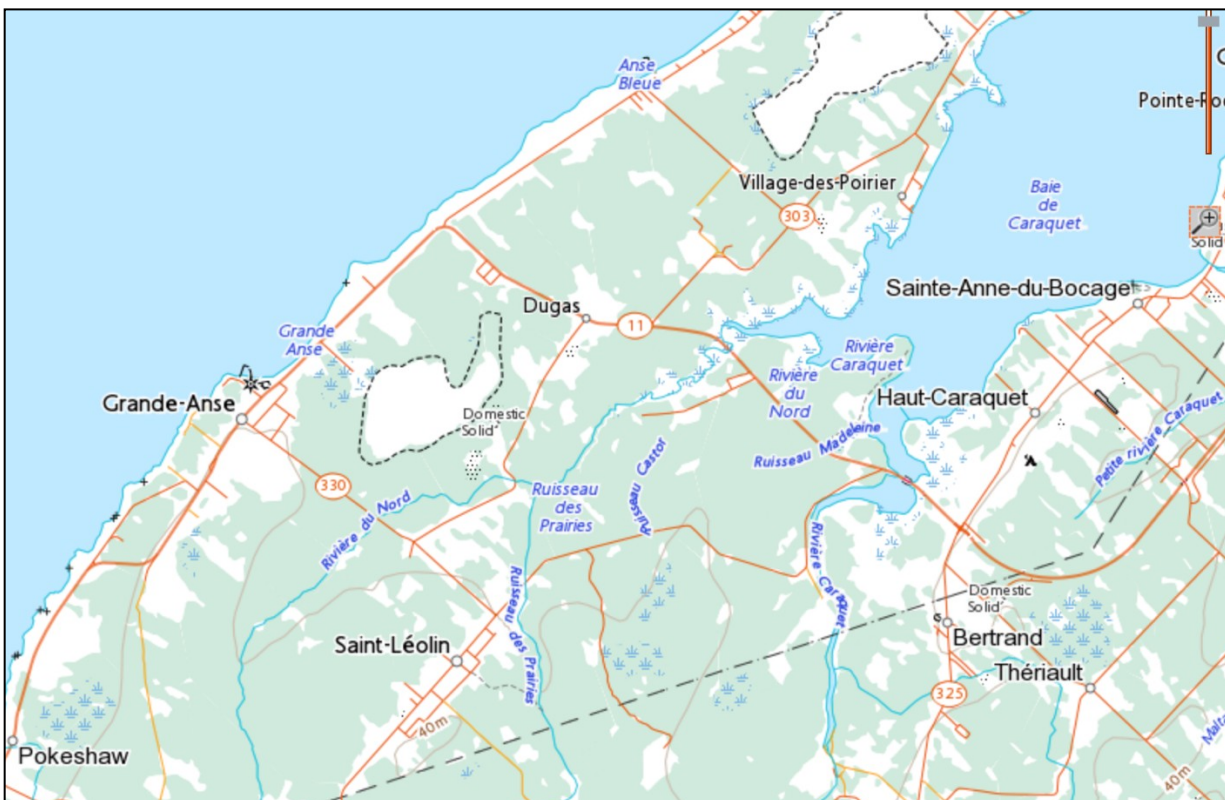 Anse
Bleue
Village-des-Poirier
303
Baie
de
Caraquet
Solid'
Sainte-Anne-du-Bocage
Dugas
11
Grande
Anse
Rivière
Caraquet
Rivière
du
Nord
Grande-Anse
Domestic
Solid'
Haut-Caraquet
Ruisseau Madeleine
Petite rivière Caraquet
330
Rivière du Nord
Ruisseau
des
Prairies
Ruisseau Castor
Rivière Caraquet
Ruisseau des Prairies
Domestic
Solid'
Saint-Léolin
Bertrand
Thériault
325
40m
Pokeshaw
40m